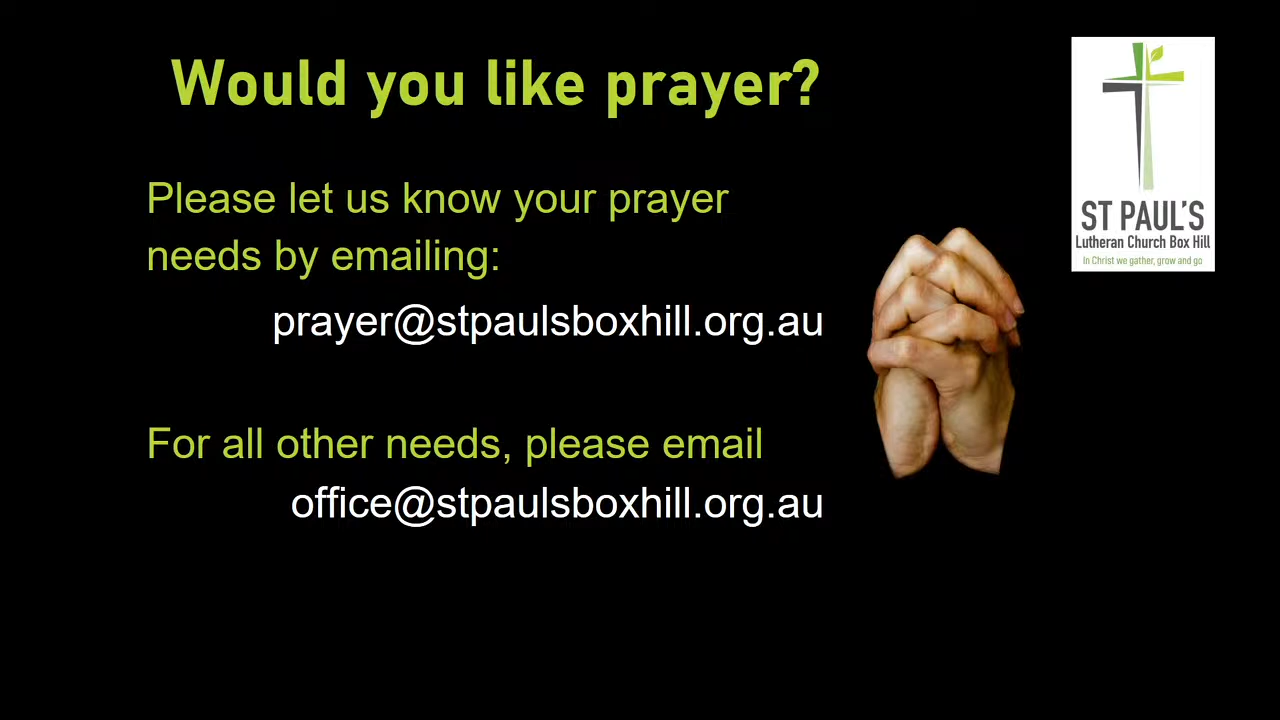 Would you like prayer?
Please let us know your prayer
needs by emailing:
prayer@stpaulsboxhill.org.au
For all other needs, please email
office@stpaulsboxhill.org.au
ST PAUL'S
Lutheran Church Box Hill
In Christ we gather, grow and go